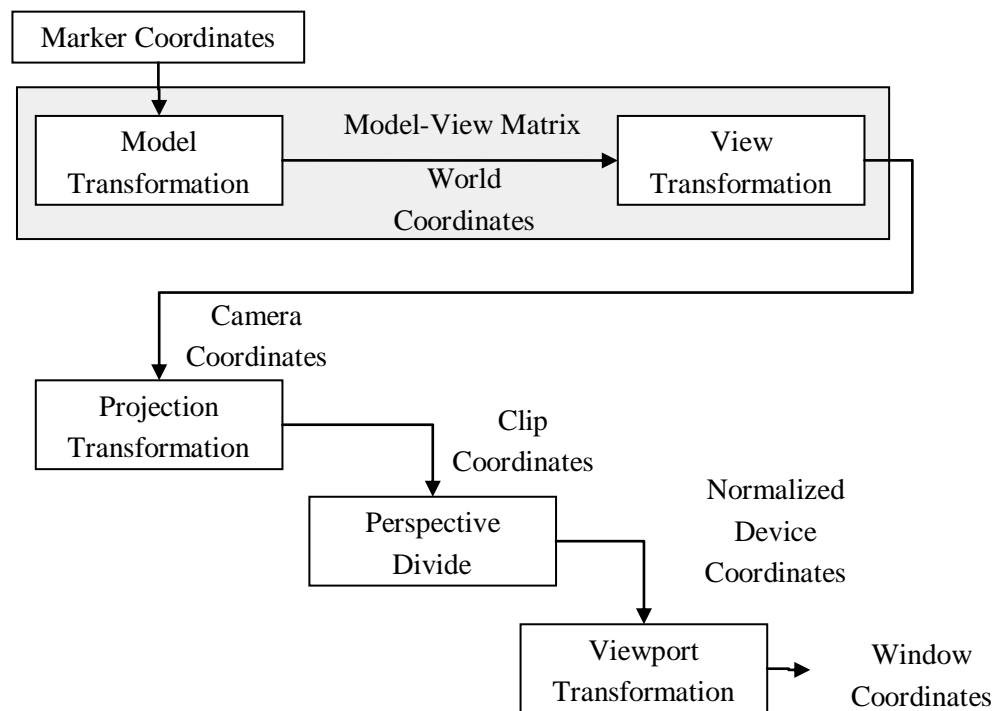 Marker Coordinates
Model
Transformation
Model-View Matrix
World
Coordinates
View
Transformation
Camera
Coordinates
Projection
Transformation
Clip
Coordinates
Perspective
Divide
Normalized
Device
Coordinates
Viewport
Transformation
Window
Coordinates